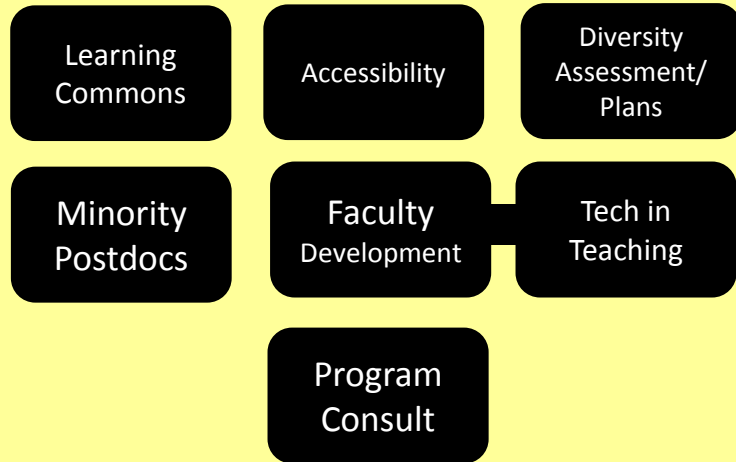 Learning
Commons
Accessibility
Diversity
Assessment/
Plans
Minority
Postdocs
Faculty
Development
Tech in
Teaching
Program
Consult